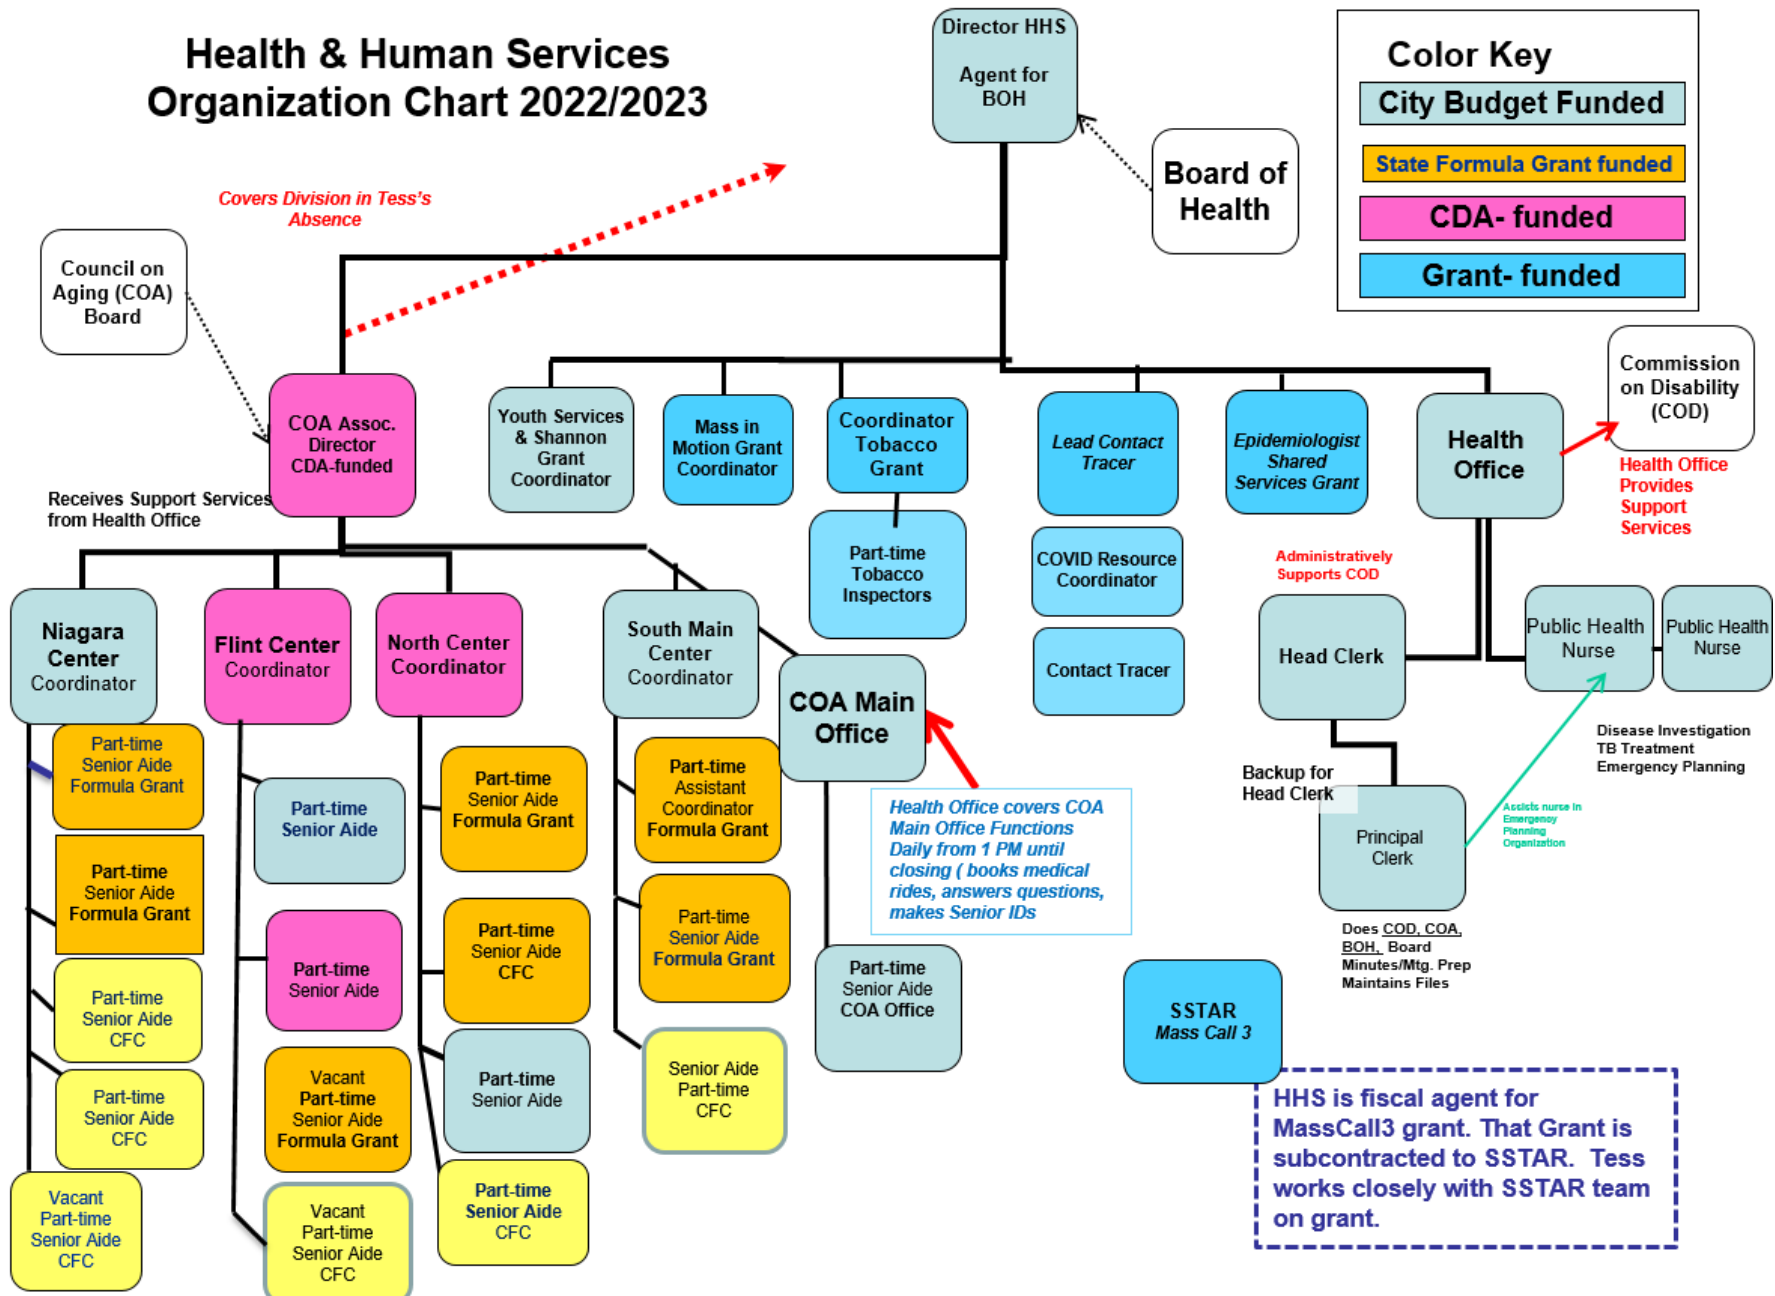 Health & Human Services
Organization Chart 2022/2023
Director HHS
Agent for
BOH
Board of
Health
Color Key
City Budget Funded
State Formula Grant funded
CDA- funded
Grant- funded
Covers Division in Tess's
Absence
Council on
Aging (COA)
Board
COA Assoc.
Director
CDA-funded
Receives Support Services
from Health Office
Youth Services
& Shannon
Grant
Coordinator
Mass in
Motion Grant
Coordinator
Coordinator
Tobacco
Grant
Part-time
Tobacco
Inspectors
Lead Contact
Tracer
COVID Resource
Coordinator
Contact Tracer
Epidemiologist
Shared
Services Grant
Health
Office
Commission
on Disability
(COD)
Health Office
Provides
Support
Services
Administratively
Supports COD
Head Clerk
Public Health
Nurse
Public Health
Nurse
Disease Investigation
TB Treatment
Emergency Planning
Backup for
Head Clerk
Principal
Clerk
Assists nurse in
Emergency
Planning
Organization
Does COD, COA,
BOH, Board
Minutes/Mtg. Prep
Maintains Files
Niagara
Center
Coordinator
Part-time
Senior Aide
Formula Grant
Part-time
Senior Aide
Formula Grant
Part-time
Senior Aide
CFC
Part-time
Senior Aide
CFC
Vacant
Part-time
Senior Aide
CFC
Flint Center
Coordinator
Part-time
Senior Aide
Part-time
Senior Aide
Vacant
Part-time
Senior Aide
Formula Grant
Vacant
Part-time
Senior Aide
CFC
North Center
Coordinator
Part-time
Senior Aide
Formula Grant
Part-time
Senior Aide
CFC
Part-time
Senior Aide
Part-time
Senior Aide
CFC
South Main
Center
Coordinator
Part-time
Assistant
Coordinator
Formula Grant
Part-time
Senior Aide
Formula Grant
Senior Aide
Part-time
CFC
COA Main
Office
Part-time
Senior Aide
COA Office
Health Office covers COA
Main Office Functions
Daily from 1 PM until
closing ( books medical
rides, answers questions,
makes Senior IDs
SSTAR
Mass Call 3
HHS is fiscal agent for
MassCall3 grant. That Grant is
subcontracted to SSTAR. Tess
works closely with SSTAR team
on grant.